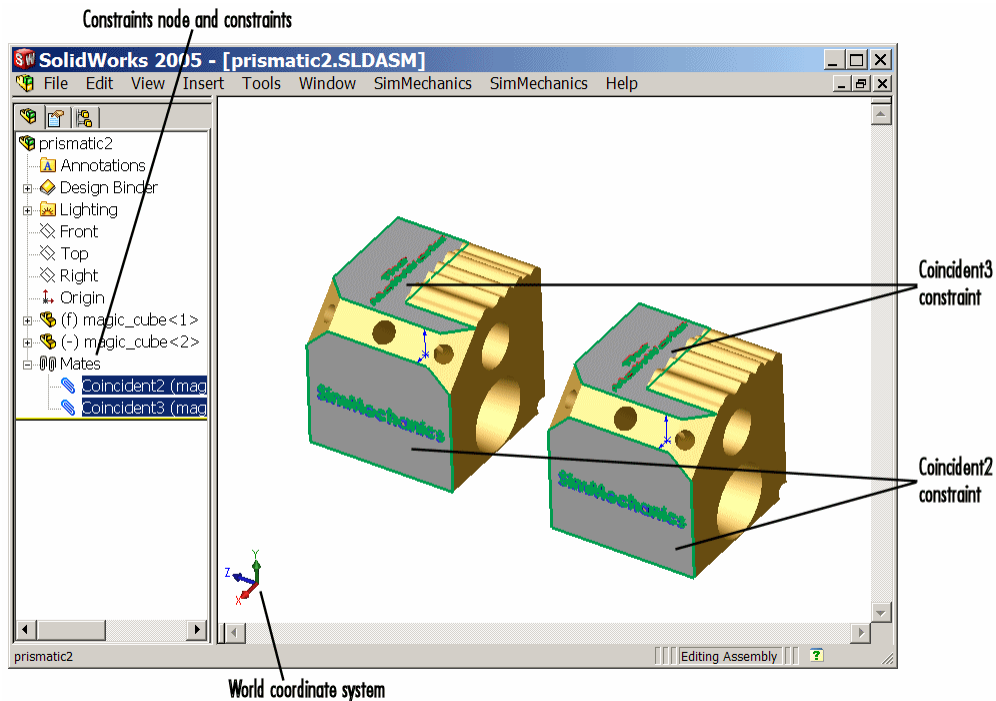 Constraints node and constraints
SolidWorks 2005 - [prismatic2.SLDASM]
File Edit View Insert Tools Window SimMechanics SimMechanics Help
prismatic2
A Annotations
Design Binder
Lighting
Front
Top
Right
Origin
(f) magic_cube<1>
(-) magic_cube<2>
Mates
Coincident2 (mag
Coincident3 (mag
SimMechanics
SimMechanics
Coincident3
constraint
Coincident2
constraint
Y
Z
X
prismatic2
Editing Assembly
?
World coordinate system